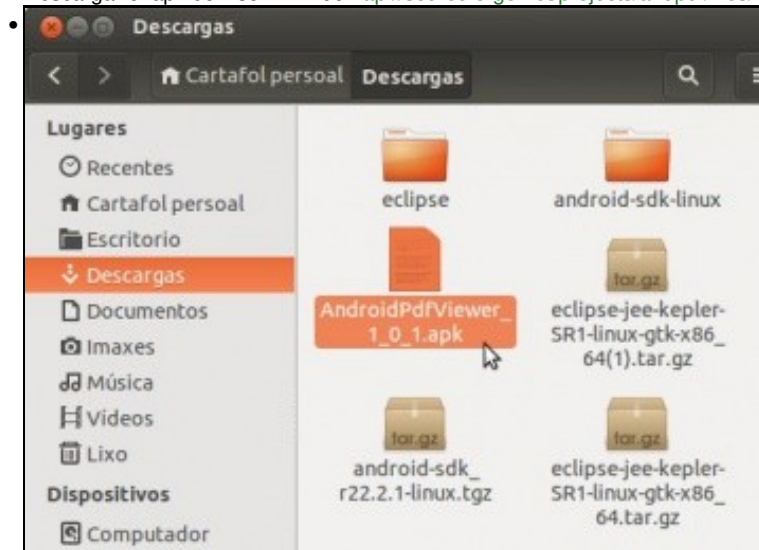 Descargas
Cartafol persoal Descargas
Lugares
Recentes
Cartafol persoal
Escritorio
Descargas
Documentos
Imaxes
Música
Vídeos
Lixo
Dispositivos
Computador
eclipse
android-sdk-linux
AndroidPdfViewer_
1_0_1.apk
tar.gz
eclipse-jee-kepler-
SR1-linux-gtk-x86_
64(1).tar.gz
tar.gz
android-sdk_
r22.2.1-linux.tgz
tar.gz
eclipse-jee-kepler-
SR1-linux-gtk-x86_
64.tar.gz